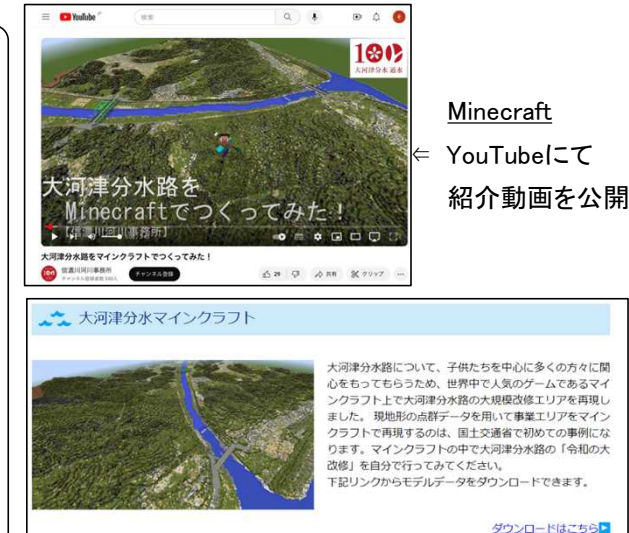 YouTube
検索
100
大河津分水 通水
大河津分水路を
Minecraftでつくってみた！
【信濃川河川事務所】
大河津分水路をマインクラフトでつくってみた！
信濃川河川事務所
チャンネル登録
29
共有
クリップ
Minecraft
⇐ YouTubeにて
紹介動画を公開
大河津分水マインクラフト
大河津分水路について、子供たちを中心に多くの方々に関
心をもってもらうため、世界中で人気のゲームであるマイ
ンクラフト上で大河津分水路の大規模改修エリアを再現し
ました。 現地形の点群データを用いて事業エリアをマイン
クラフトで再現するのは、国土交通省で初めての事例にな
ります。マインクラフトの中で大河津分水路の「令和の大
改修」を自分で行ってみてください。
下記リンクからモデルデータをダウンロードできます。
ダウンロードはこちら